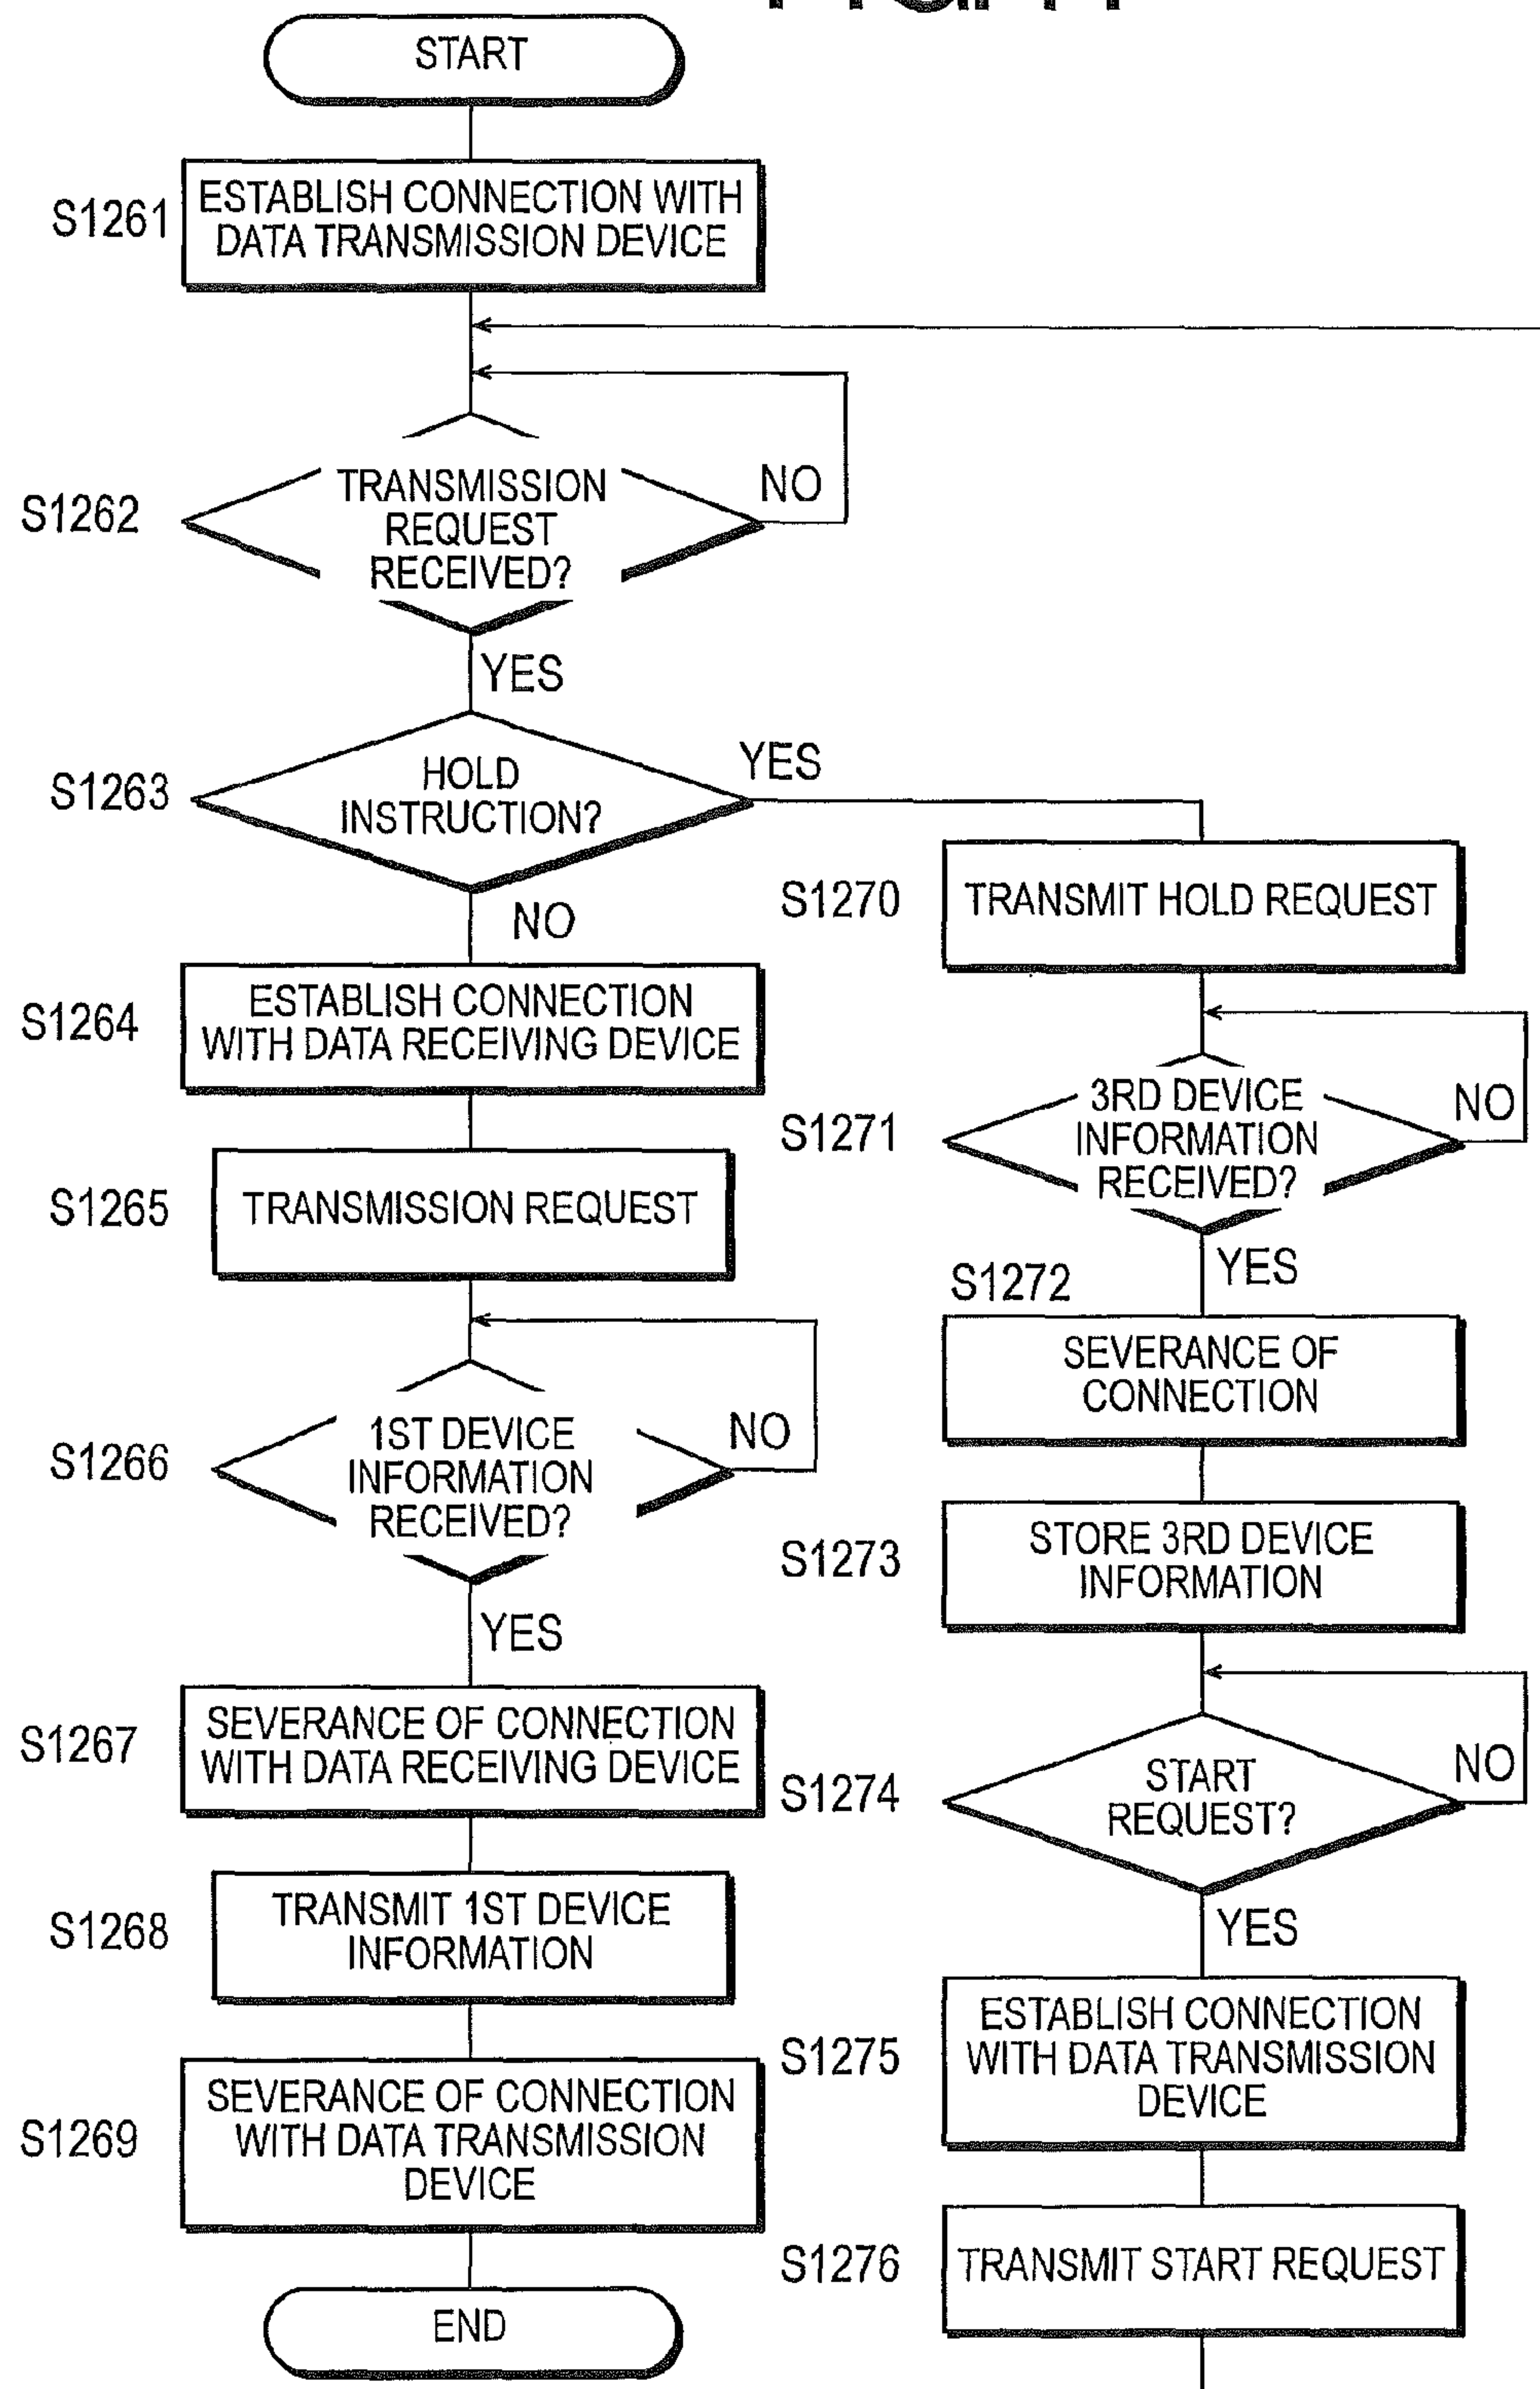 START
S1261
ESTABLISH CONNECTION WITH
DATA TRANSMISSION DEVICE
S1262
TRANSMISSION
REQUEST
RECEIVED?
NO
YES
S1263
HOLD
INSTRUCTION?
YES
NO
S1264
ESTABLISH CONNECTION
WITH DATA RECEIVING DEVICE
S1265
TRANSMISSION REQUEST
S1266
1ST DEVICE
INFORMATION
RECEIVED?
NO
YES
S1267
SEVERANCE OF CONNECTION
WITH DATA RECEIVING DEVICE
S1268
TRANSMIT 1ST DEVICE
INFORMATION
S1269
SEVERANCE OF CONNECTION
WITH DATA TRANSMISSION
DEVICE
END
S1270
TRANSMIT HOLD REQUEST
S1271
3RD DEVICE
INFORMATION
RECEIVED?
NO
YES
S1272
SEVERANCE OF
CONNECTION
S1273
STORE 3RD DEVICE
INFORMATION
S1274
START
REQUEST?
NO
YES
S1275
ESTABLISH CONNECTION
WITH DATA TRANSMISSION
DEVICE
S1276
TRANSMIT START REQUEST